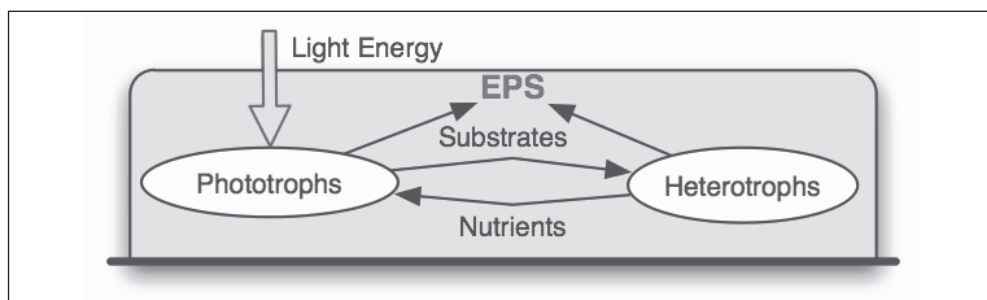 Light Energy
EPS
Substrates
Phototrophs
Heterotrophs
Nutrients